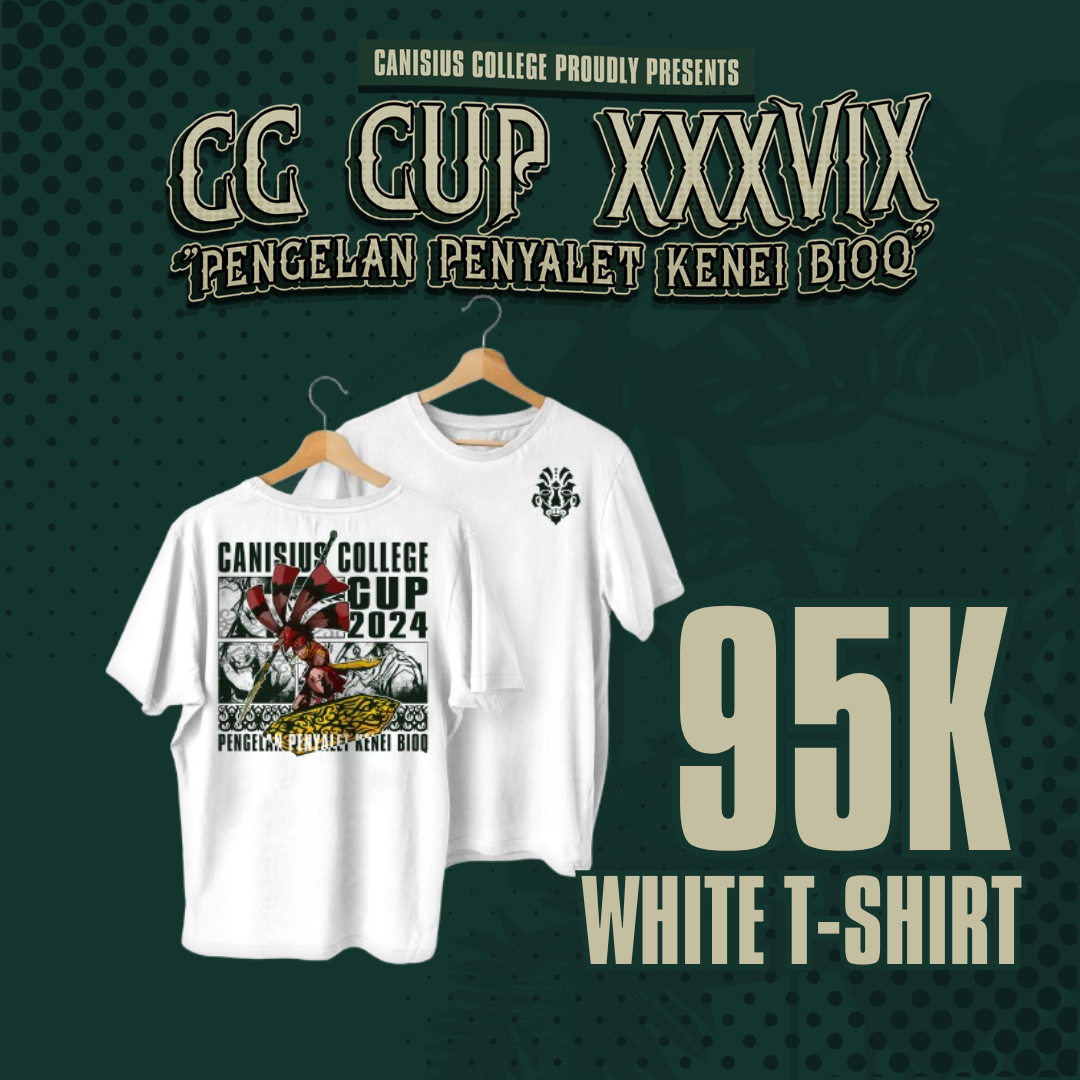 CANISIUS COLLEGE PROUDLY PRESENTS
CC CUP XXXVIX
"PENGELAN PENYALET KENEI BIOQ"
CANISIUS COLLEGE
CUP
2024
PENGELAN PENYALET KENEI BIOQ
95K
WHITE T-SHIRT